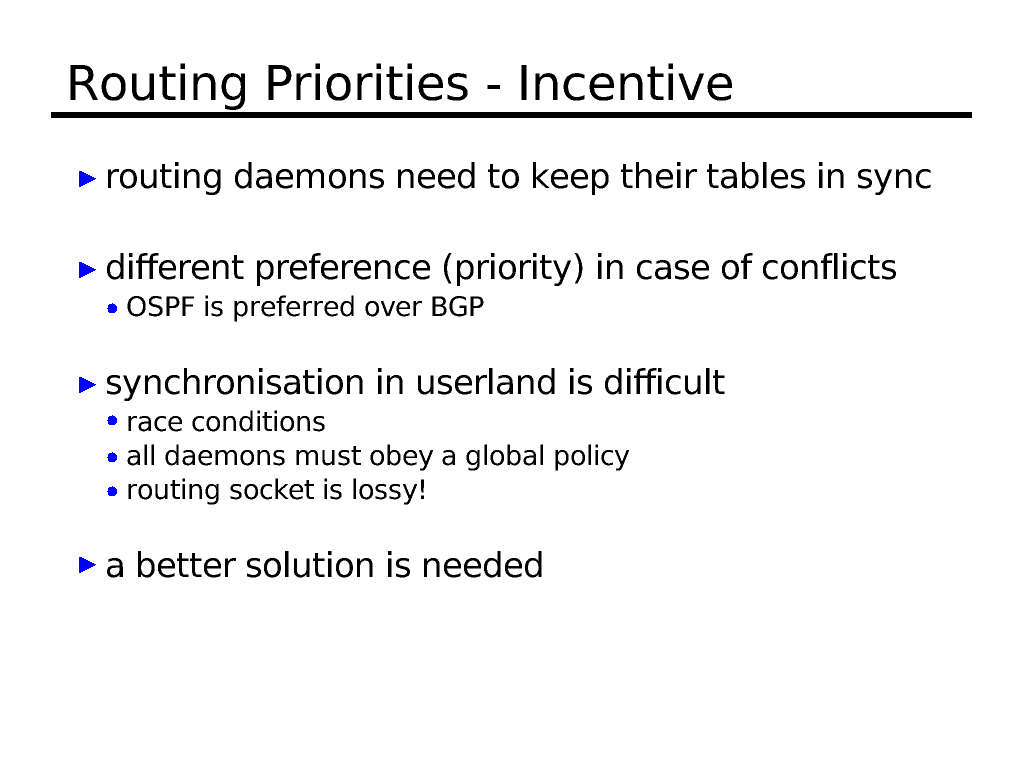 Routing Priorities - Incentive
routing daemons need to keep their tables in sync
different preference (priority) in case of conflicts
OSPF is preferred over BGP
synchronisation in userland is difficult
race conditions
all daemons must obey a global policy
routing socket is lossy!
a better solution is needed